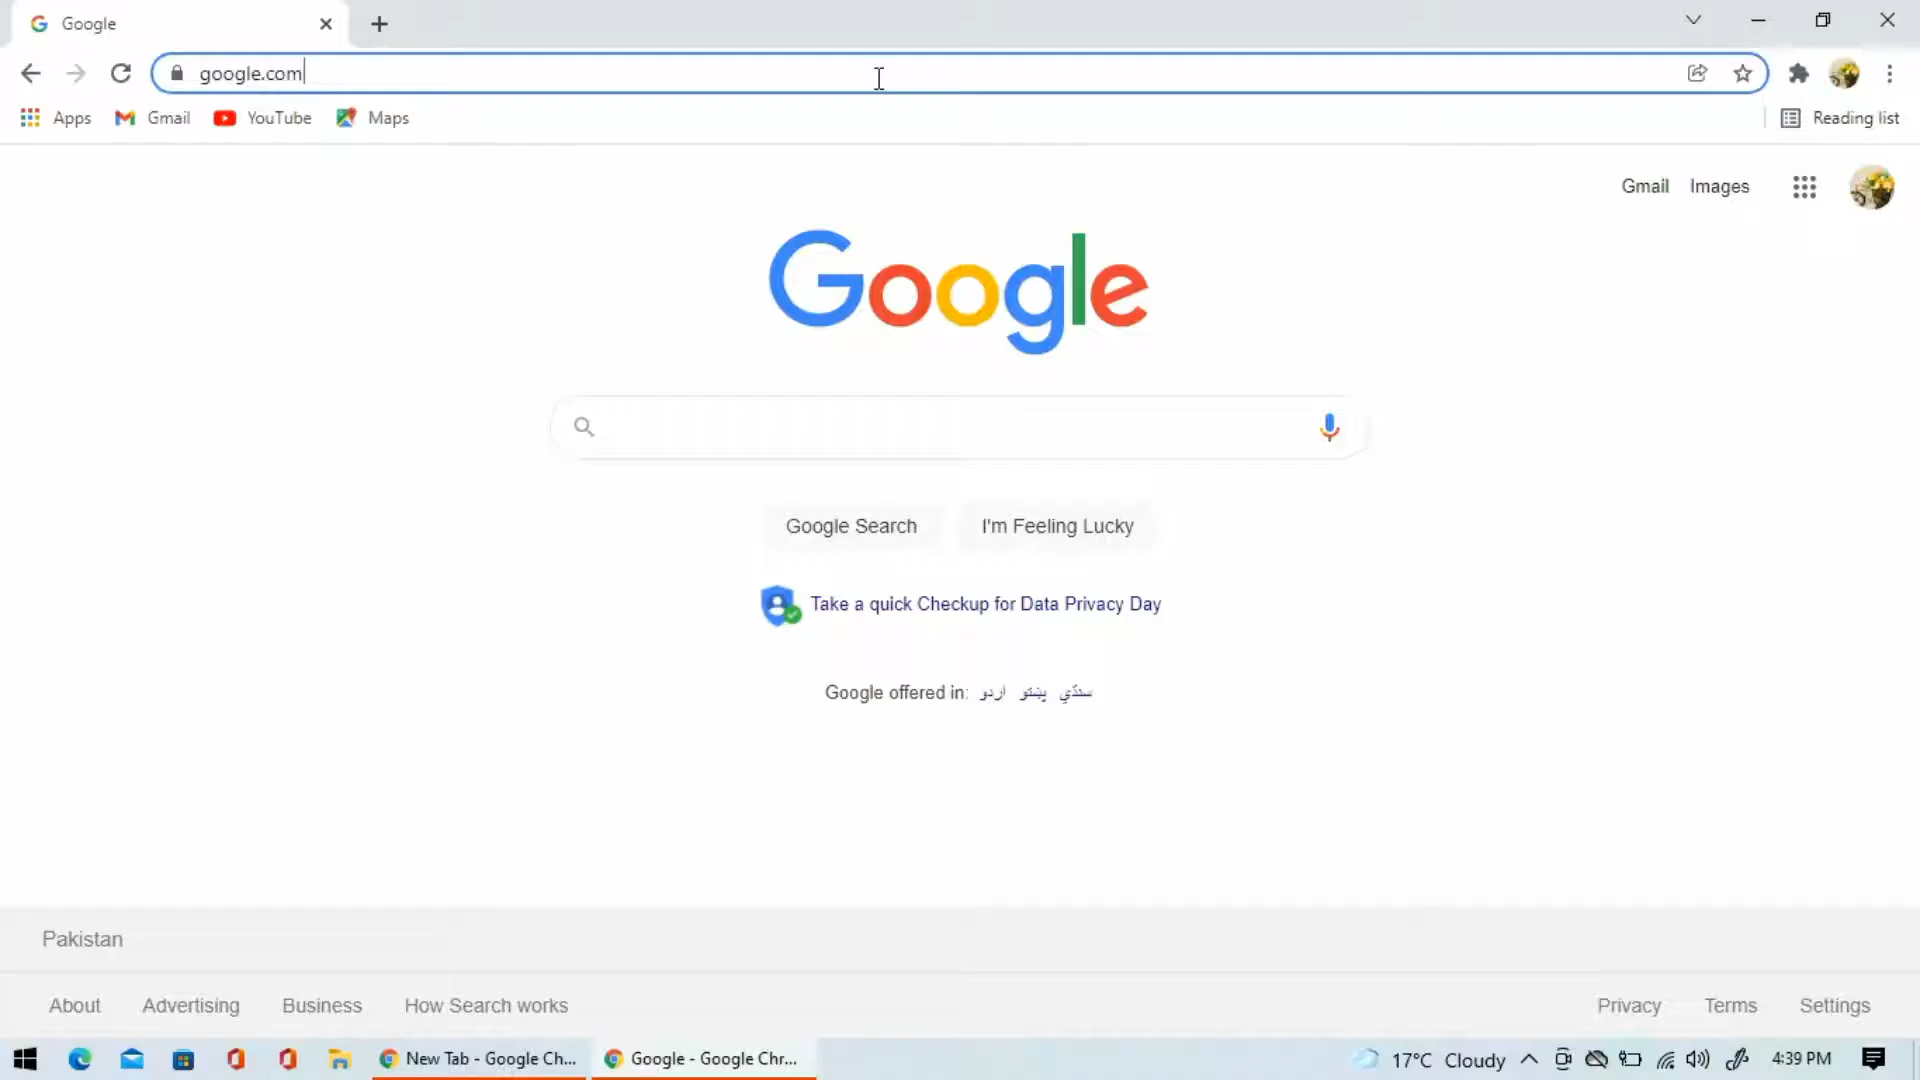 Google
google.com
Apps Gmail YouTube Maps Reading list
Gmail Images
Google
Google Search I'm Feeling Lucky
Take a quick Checkup for Data Privacy Day
Google offered in: اردو پښتو سنڌي
Pakistan
About Advertising Business How Search works Privacy Terms Settings
New Tab - Google Ch... Google - Google Chr... 17°C Cloudy 4:39 PM